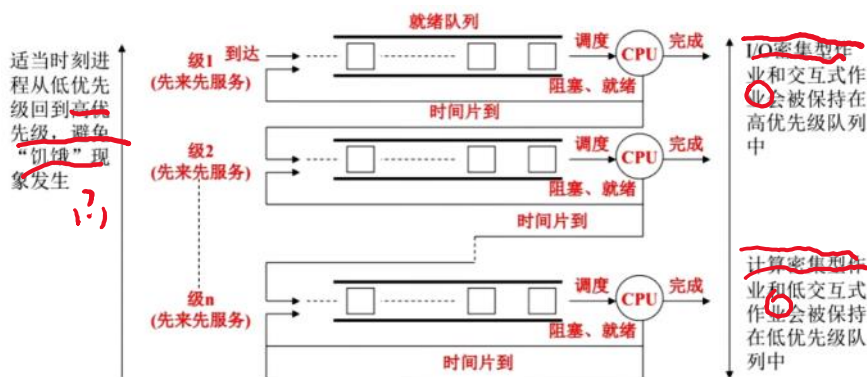 就绪队列
适当时刻进
程从低优先
级回到高优
先级，避免
“饥饿”现
象发生
级1
(先来先服务)
到达
调度
CPU
完成
阻塞、就绪
时间片到
级2
(先来先服务)
调度
CPU
完成
阻塞、就绪
时间片到
级n
(先来先服务)
调度
CPU
完成
阻塞、就绪
时间片到
I/O密集型作
业和交互式作
业会被保持在
高优先级队列
中
计算密集型作
业和低交互式
作业会被保持
在低优先级队
列中